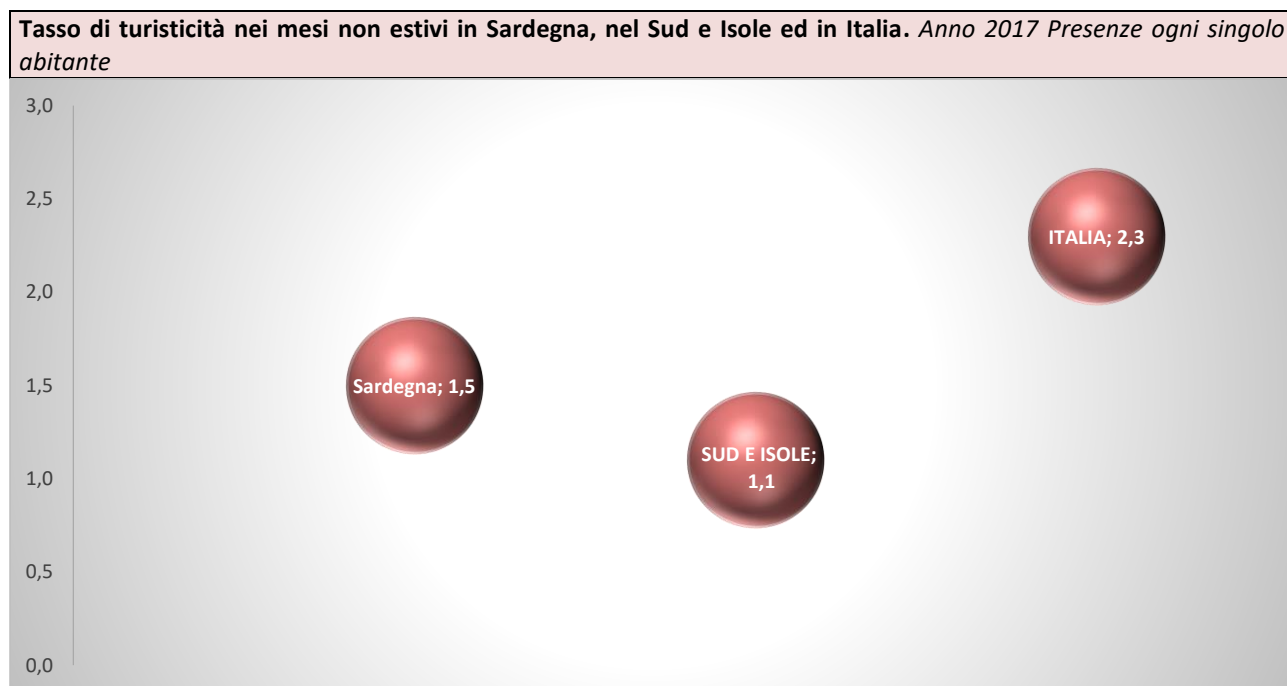 Tasso di turisticità nei mesi non estivi in Sardegna, nel Sud e Isole ed in Italia. Anno 2017 Presenze ogni singolo
abitante
3,0
2,5
2,0
1,5
1,0
0,5
0,0
ITALIA; 2,3
Sardegna; 1,5
SUD E ISOLE;
1,1